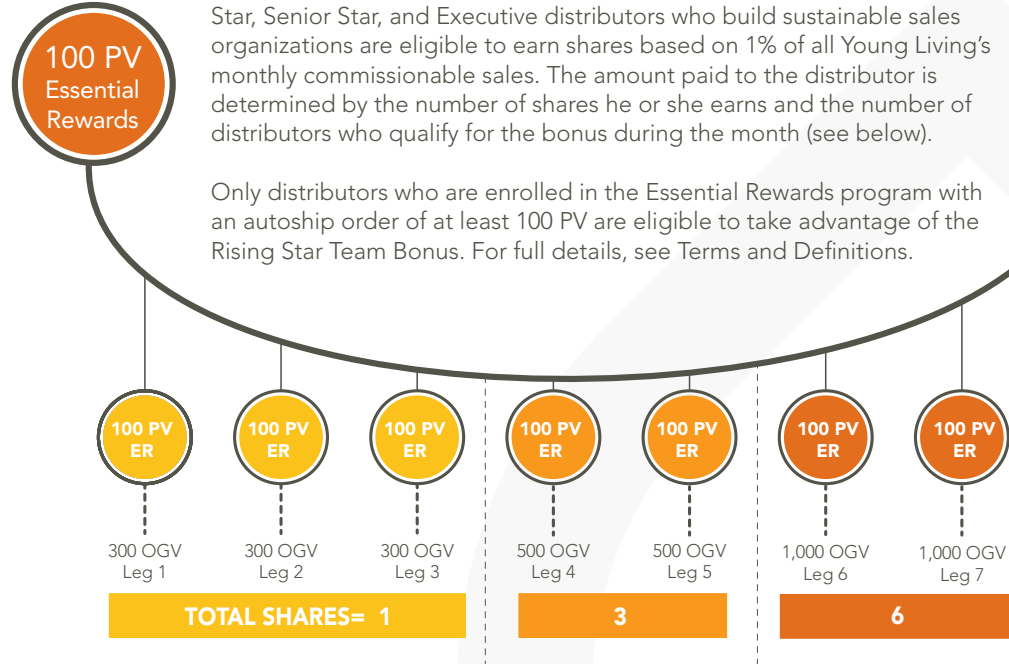 100 PV
Essential
Rewards
Star, Senior Star, and Executive distributors who build sustainable sales
organizations are eligible to earn shares based on 1% of all Young Living’s
monthly commissionable sales. The amount paid to the distributor is
determined by the number of shares he or she earns and the number of
distributors who qualify for the bonus during the month (see below).
Only distributors who are enrolled in the Essential Rewards program with
an autoship order of at least 100 PV are eligible to take advantage of the
Rising Star Team Bonus. For full details, see Terms and Definitions.
100 PV
ER
100 PV
ER
100 PV
ER
100 PV
ER
100 PV
ER
100 PV
ER
100 PV
ER
300 OGV
Leg 1
300 OGV
Leg 2
300 OGV
Leg 3
500 OGV
Leg 4
500 OGV
Leg 5
1,000 OGV
Leg 6
1,000 OGV
Leg 7
TOTAL SHARES= 1
3
6